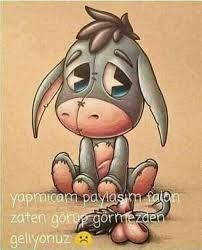 yapmıcam paylaşım falan
zaten görüp görmezden
geliyonuz ☹️